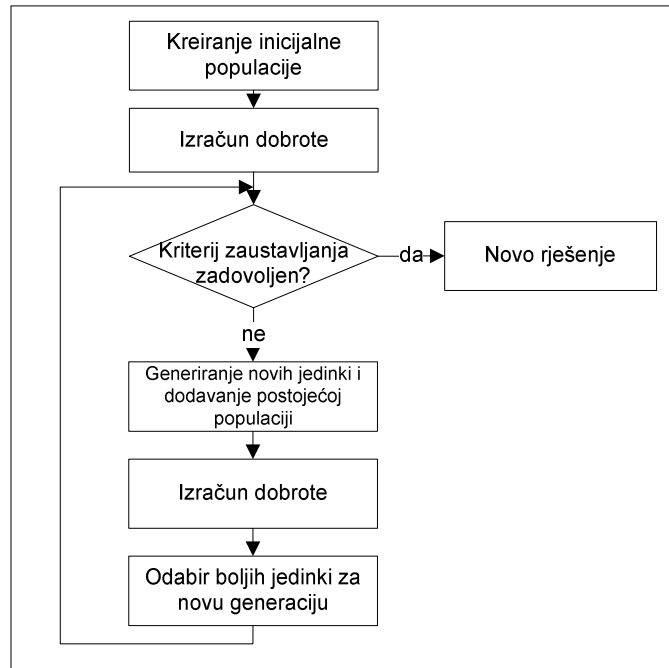 Kreiranje inicijalne
populacije
Izračun dobrote
Kriterij zaustavljanja
zadovoljen?
da
Novo rješenje
ne
Generiranje novih jedinki i
dodavanje postojećoj
populaciji
Izračun dobrote
Odabir boljih jedinki za
novu generaciju